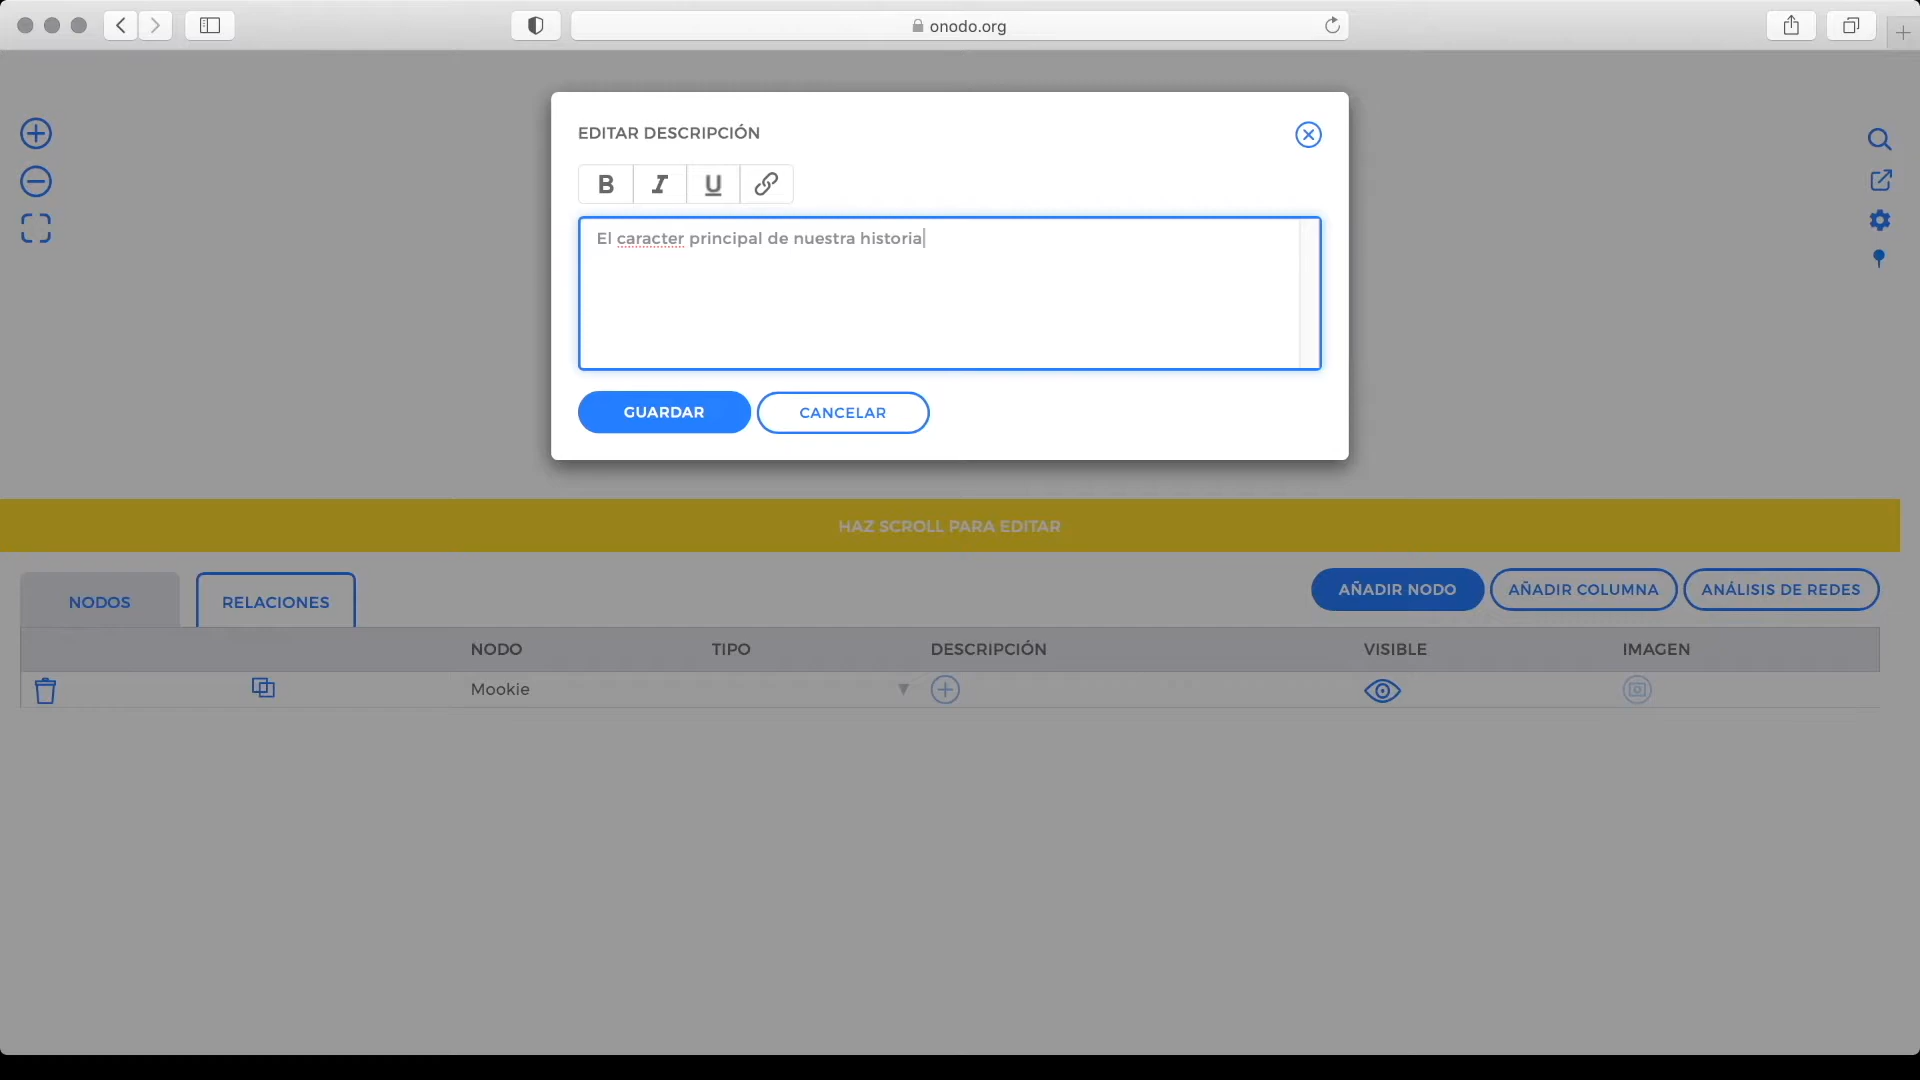 onodo.org
EDITAR DESCRIPCIÓN
B I U
El caracter principal de nuestra historia
GUARDAR CANCELAR
HAZ SCROLL PARA EDITAR
NODOS RELACIONES AÑADIR NODO AÑADIR COLUMNA ANÁLISIS DE REDES
NODO TIPO DESCRIPCIÓN VISIBLE IMAGEN
Mookie